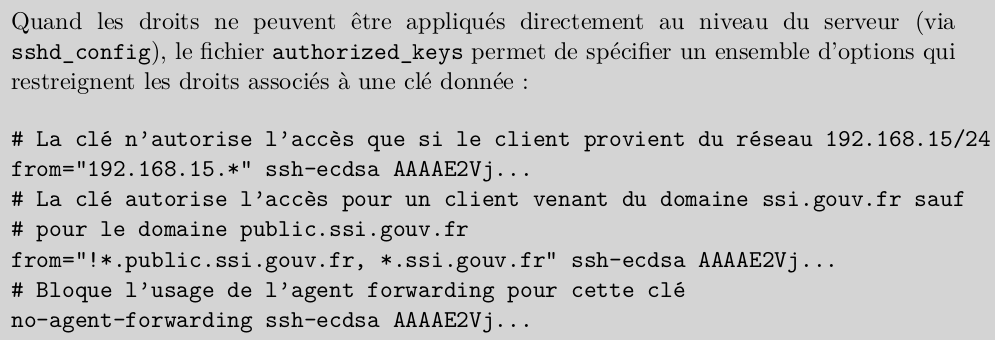 Quand les droits ne peuvent être appliqués directement au niveau du serveur (via
sshd_config), le fichier authorized_keys permet de spécifier un ensemble d'options qui
restreignent les droits associés à une clé donnée :
# La clé n'autorise l'accès que si le client provient du réseau 192.168.15/24
from="192.168.15.*" ssh-ecdsa AAAAE2Vj...
# La clé autorise l'accès pour un client venant du domaine ssi.gouv.fr sauf
# pour le domaine public.ssi.gouv.fr
from="!*.public.ssi.gouv.fr, *.ssi.gouv.fr" ssh-ecdsa AAAAE2Vj...
# Bloque l'usage de l'agent forwarding pour cette clé
no-agent-forwarding ssh-ecdsa AAAAE2Vj...